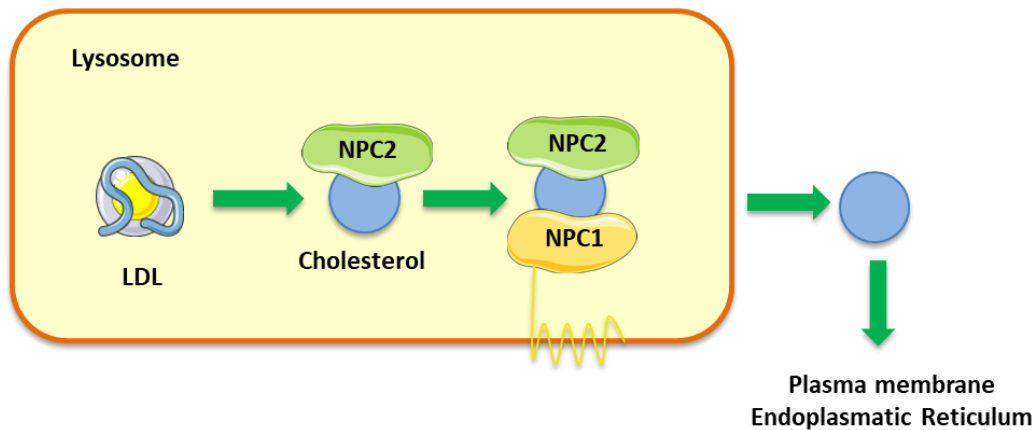 Lysosome
NPC2
NPC2
NPC1
LDL
Cholesterol
Plasma membrane
Endoplasmatic Reticulum